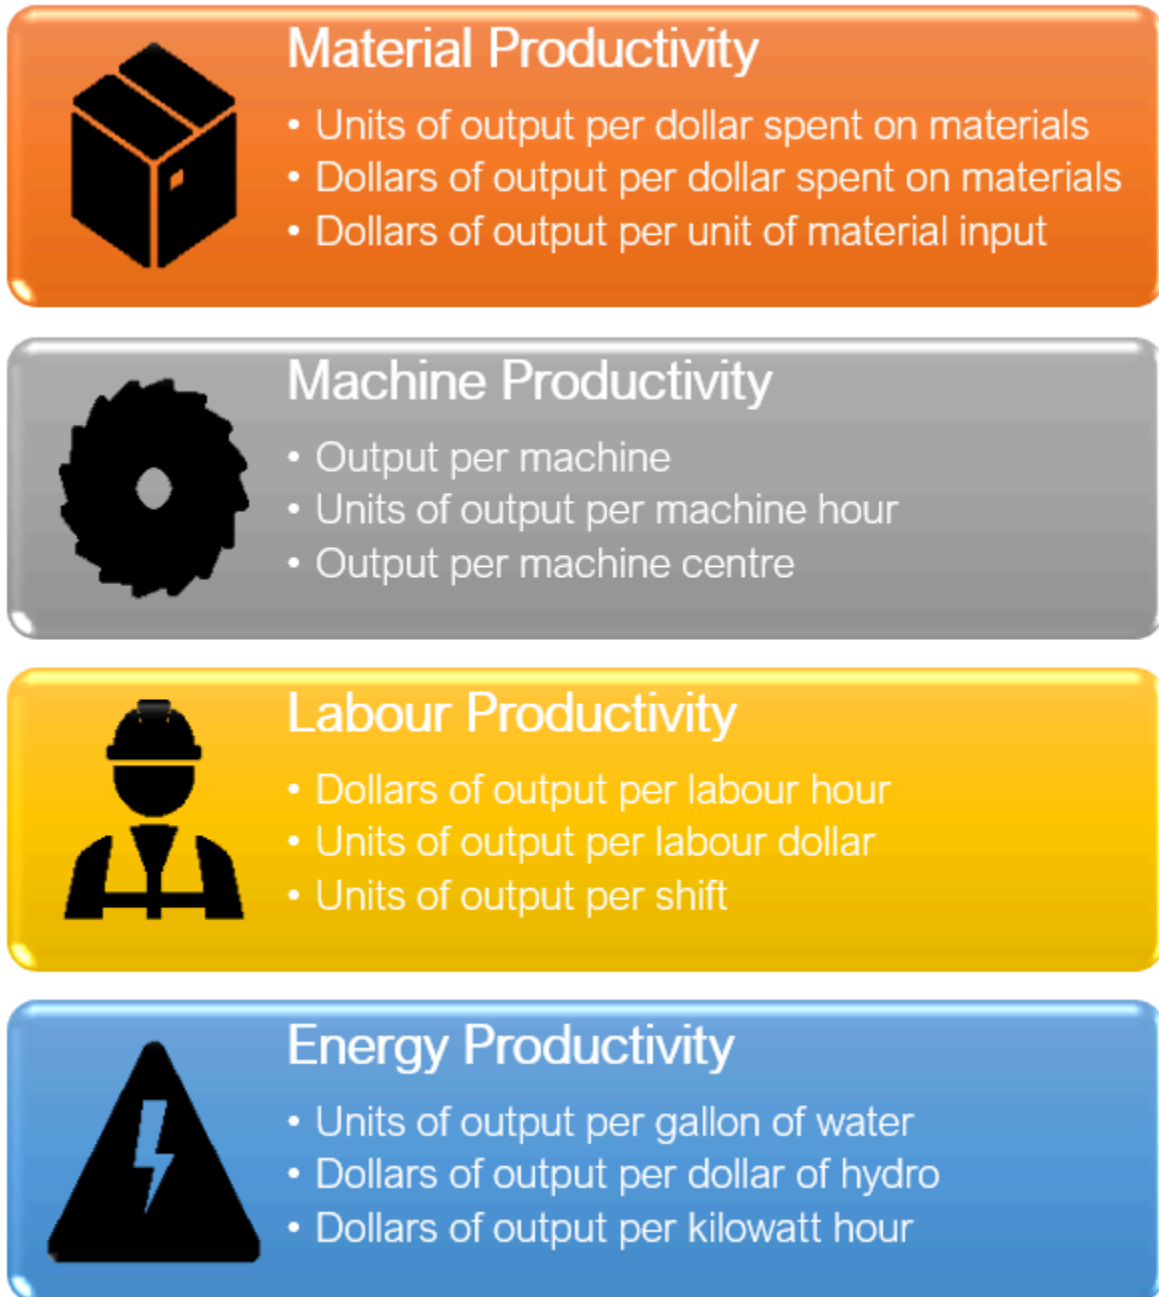 Material Productivity
• Units of output per dollar spent on materials
• Dollars of output per dollar spent on materials
• Dollars of output per unit of material input
Machine Productivity
• Output per machine
• Units of output per machine hour
• Output per machine centre
Labour Productivity
• Dollars of output per labour hour
• Units of output per labour dollar
• Units of output per shift
Energy Productivity
• Units of output per gallon of water
• Dollars of output per dollar of hydro
• Dollars of output per kilowatt hour